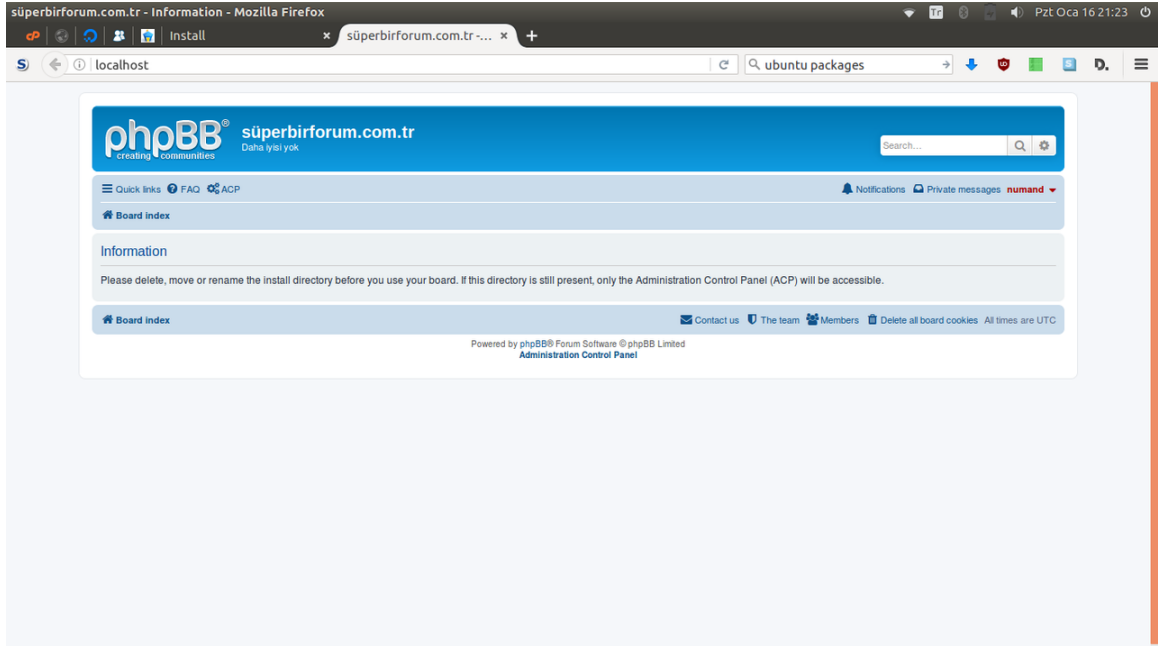 süperbirforum.com.tr - Information - Mozilla Firefox
Tr
Pzt Oca 16 21:23
Install
süperbirforum.com.tr -...
localhost
ubuntu packages
phpBB®
creating communities
süperbirforum.com.tr
Daha iyisi yok
Search...
Quick links FAQ ACP
Notifications Private messages numand
Board index
Information
Please delete, move or rename the install directory before you use your board. If this directory is still present, only the Administration Control Panel (ACP) will be accessible.
Board index
Contact us The team Members Delete all board cookies All times are UTC
Powered by phpBB® Forum Software © phpBB Limited
Administration Control Panel